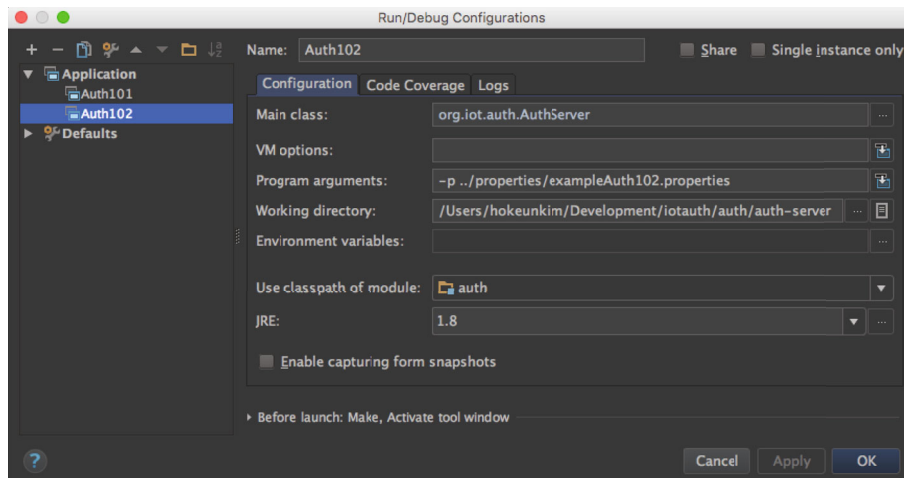 Run/Debug Configurations
Name: Auth102 Share Single instance only
Application
Auth101
Auth102
Defaults
Configuration Code Coverage Logs
Main class: org.iot.auth.AuthServer ...
VM options:
Program arguments: -p ../properties/exampleAuth102.properties
Working directory: /Users/hokeunkim/Development/iotauth/auth/auth-server ...
Environment variables: ...
Use classpath of module: auth
JRE: 1.8 ...
Enable capturing form snapshots
Before launch: Make, Activate tool window
? Cancel Apply OK